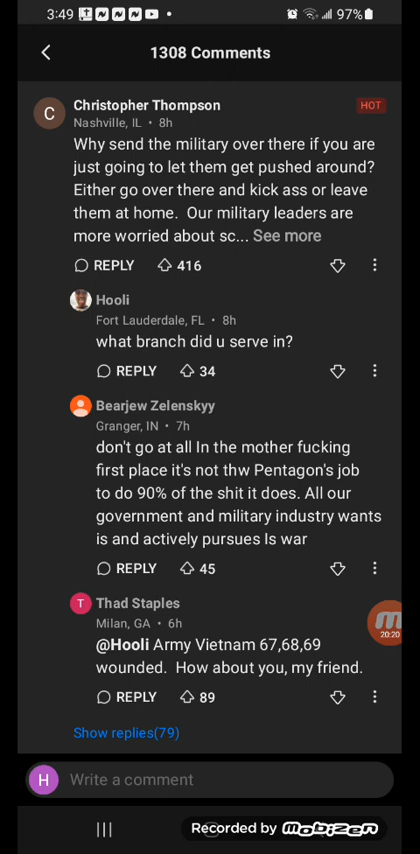 3:49
97%
1308 Comments
C
Christopher Thompson
HOT
Nashville, IL • 8h
Why send the military over there if you are
just going to let them get pushed around?
Either go over there and kick ass or leave
them at home. Our military leaders are
more worried about sc... See more
REPLY 416
Hooli
Fort Lauderdale, FL • 8h
what branch did u serve in?
REPLY 34
Bearjew Zelenskyy
Granger, IN • 7h
don't go at all In the mother fucking
first place it's not thw Pentagon's job
to do 90% of the shit it does. All our
government and military industry wants
is and actively pursues Is war
REPLY 45
T
Thad Staples
Milan, GA • 6h
@Hooli Army Vietnam 67,68,69
wounded. How about you, my friend.
20:20
REPLY 89
Show replies(79)
H
Write a comment
Recorded by mobizen